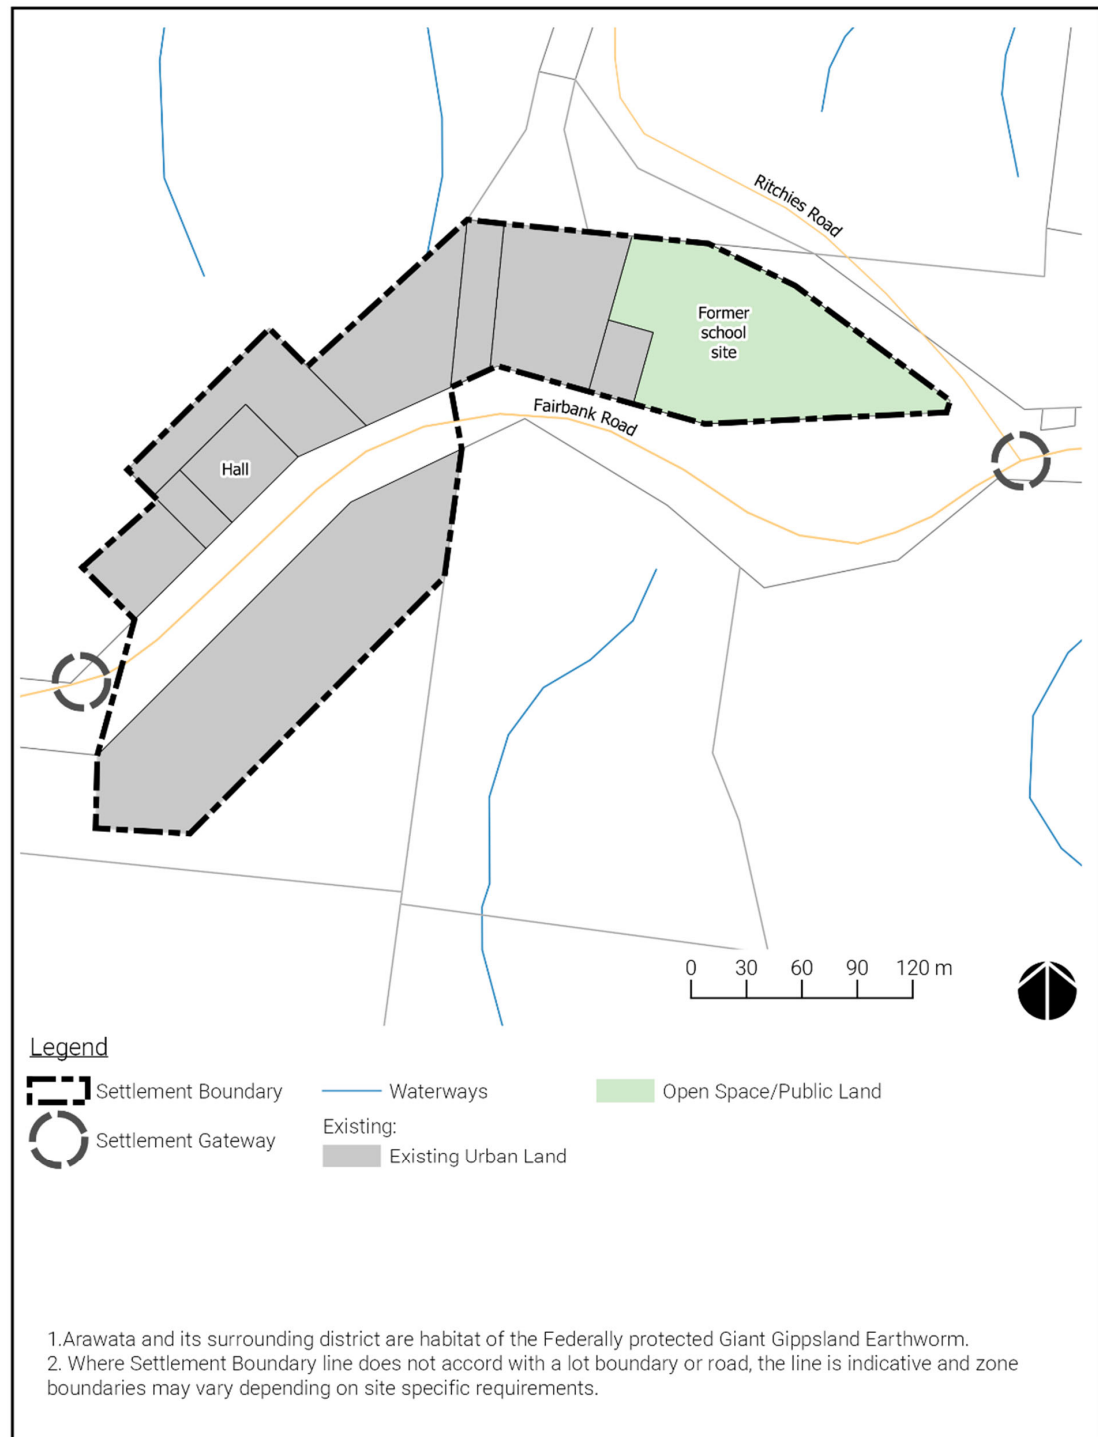 Ritchies Road
Former
school
site
Fairbank Road
Hall
0 30 60 90 120 m
Legend
Settlement Boundary
Waterways
Open Space/Public Land
Settlement Gateway
Existing:
Existing Urban Land
1.Arawata and its surrounding district are habitat of the Federally protected Giant Gippsland Earthworm.
2. Where Settlement Boundary line does not accord with a lot boundary or road, the line is indicative and zone
boundaries may vary depending on site specific requirements.